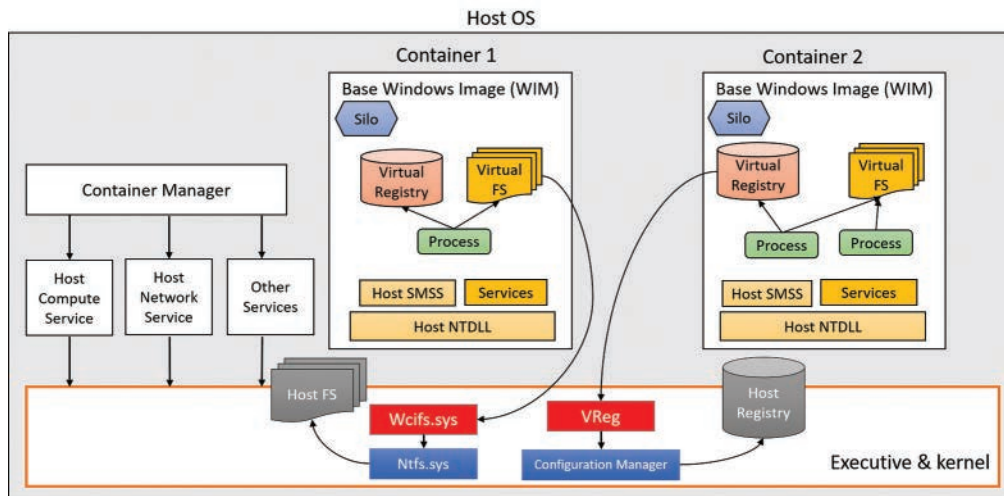 Host OS
Container 1
Container 2
Base Windows Image (WIM)
Silo
Virtual
Registry
Virtual
FS
Process
Host SMSS
Services
Host NTDLL
Base Windows Image (WIM)
Silo
Virtual
Registry
Virtual
FS
Process
Process
Host SMSS
Services
Host NTDLL
Container Manager
Host
Compute
Service
Host
Network
Service
Other
Services
Host FS
Wcifs.sys
Ntfs.sys
VReg
Configuration Manager
Host
Registry
Executive & kernel